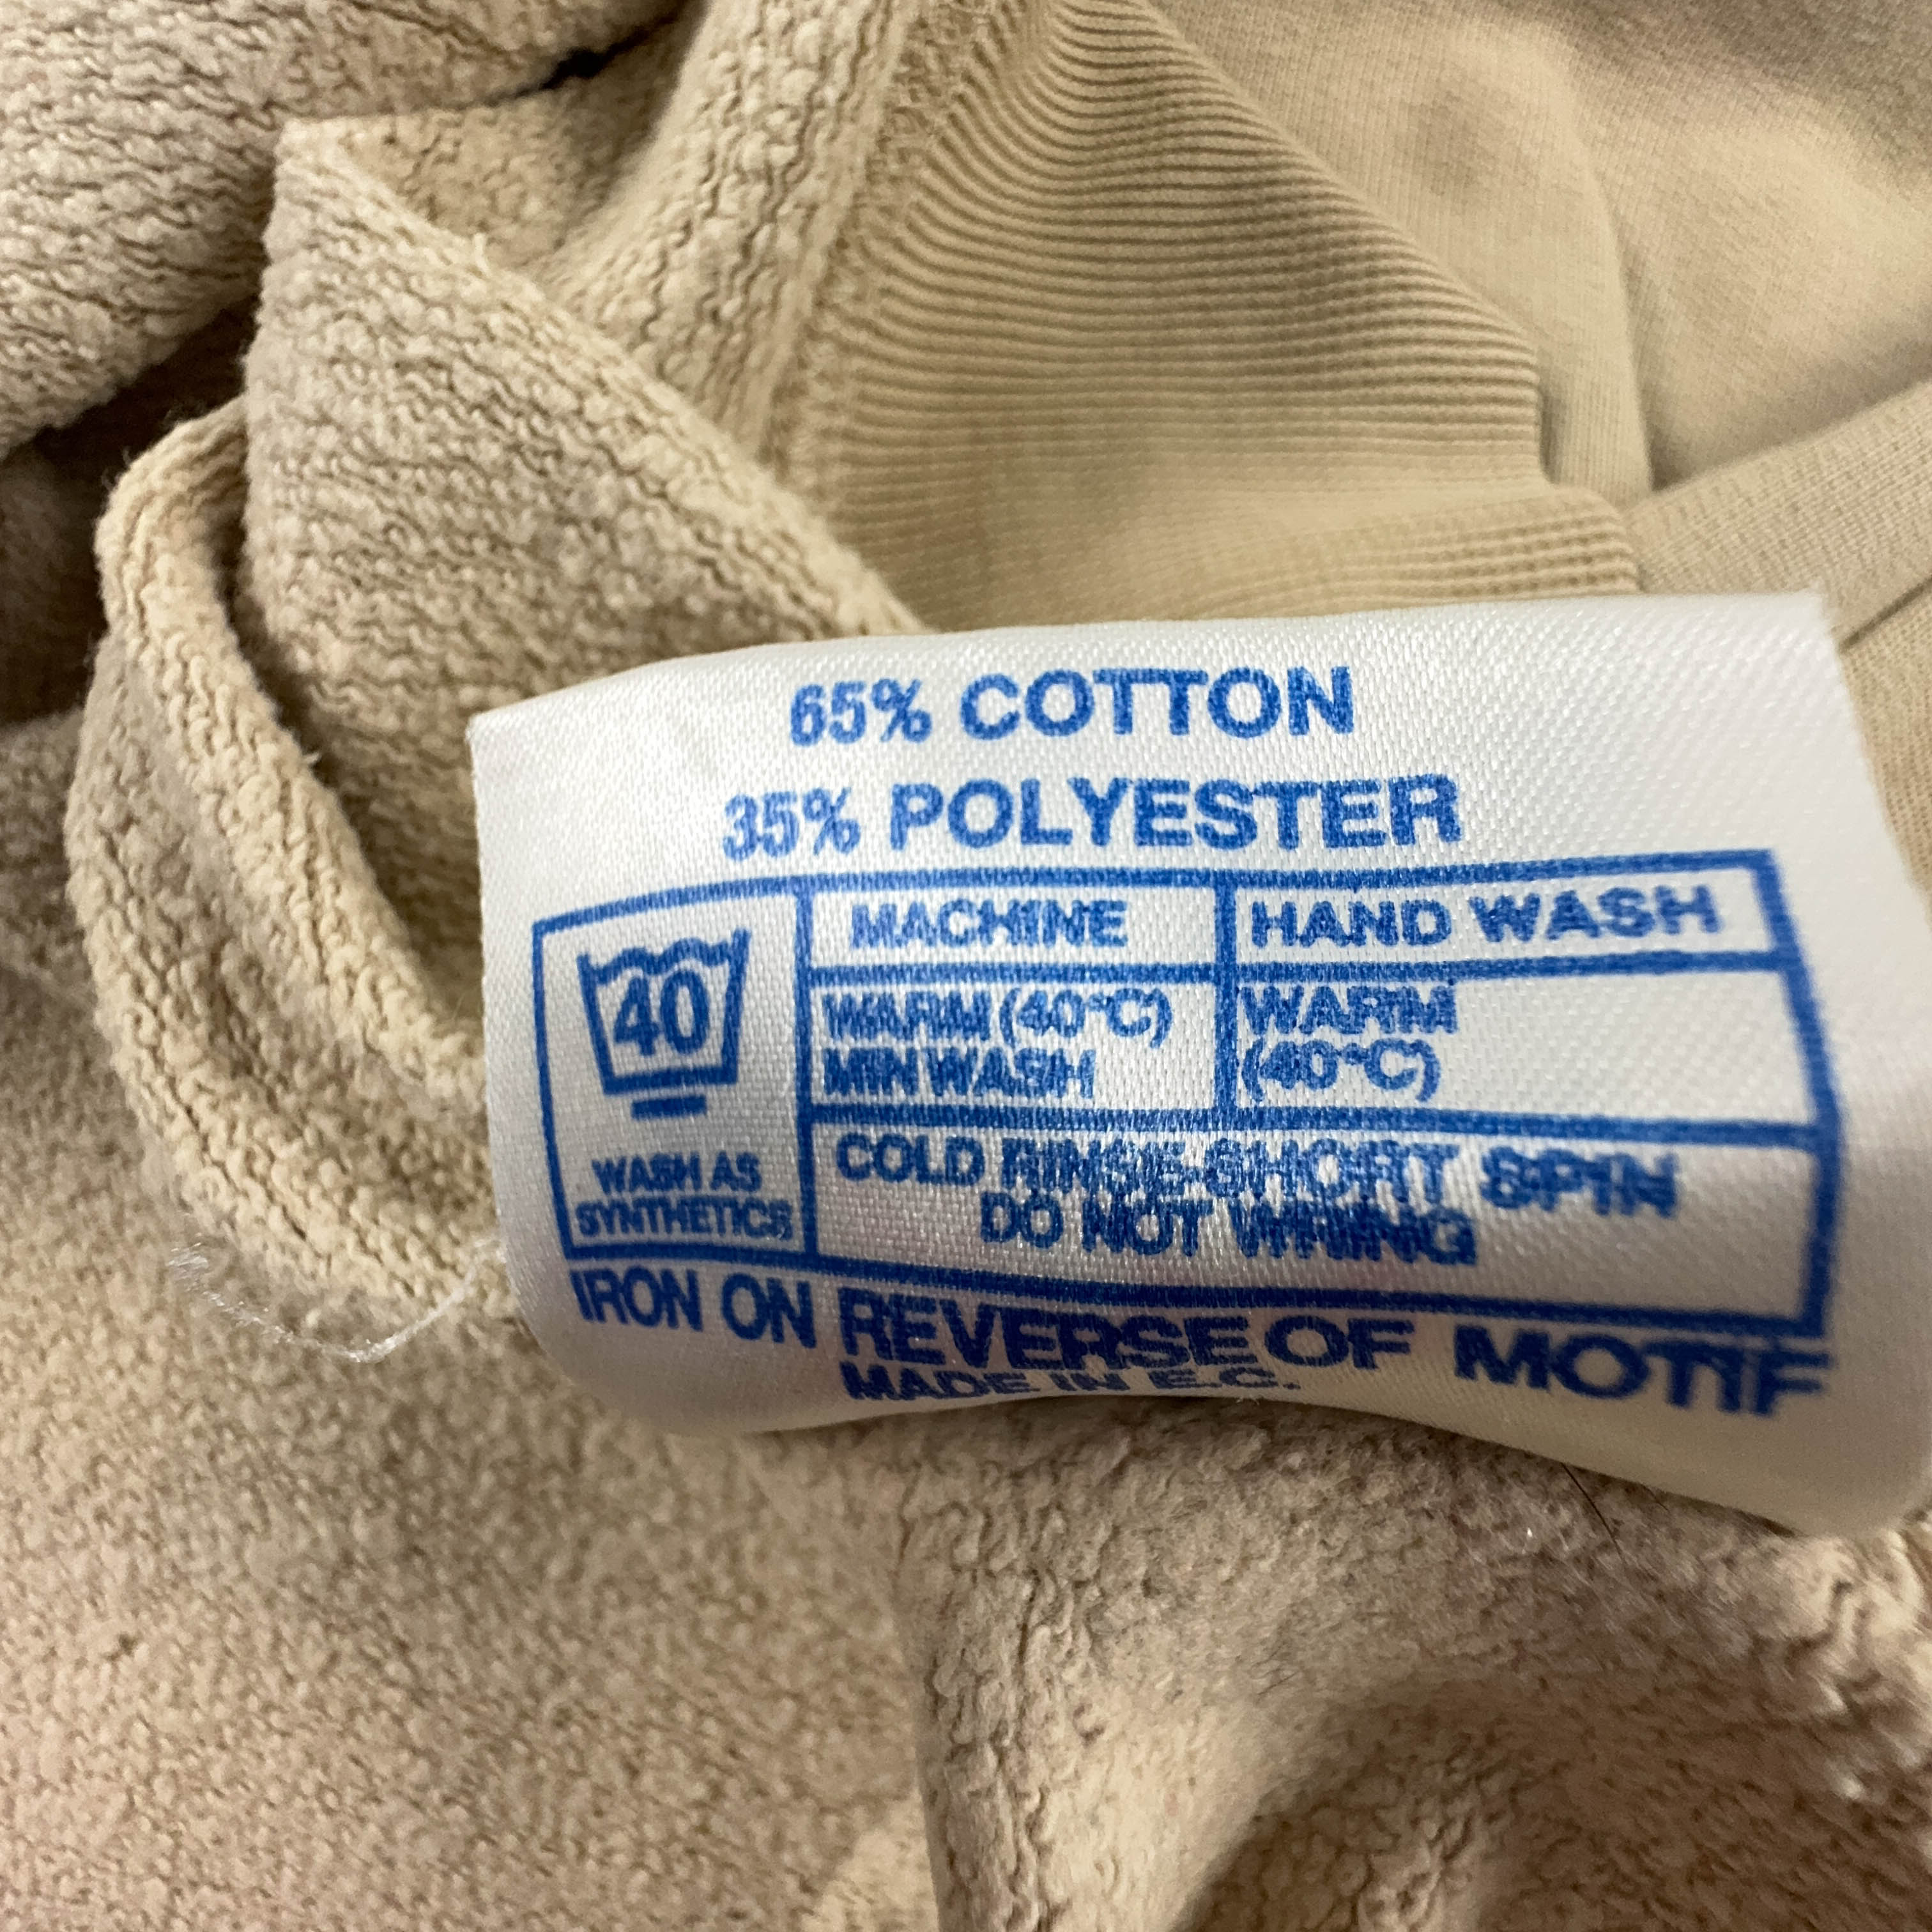 65% COTTON
35% POLYESTER
40
WASH AS
SYNTHETICS
MACHINE
HAND WASH
WARM (40°C)
MIN WASH
WARM
(40°C)
COLD RINSE-SHORT SPIN
DO NOT WRING
IRON ON REVERSE OF MOTIF
MADE IN E.C.